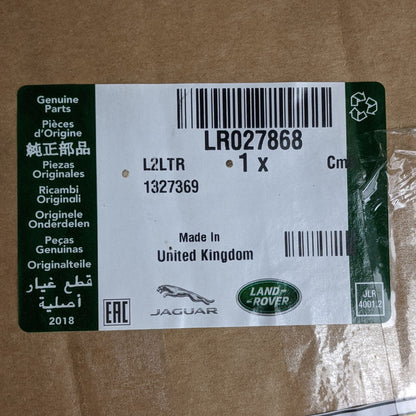 Genuine
Parts
Pièces
d'Origine
純正部品
Piezas
Originales
Ricambi
Originali
Originele
Onderdelen
Peças
Genuinas
Originalteile
قطع غيار
أصلية
2018
LR027868
L2LTR
1 x
Cm
1327369
Made In
United Kingdom
EAC
JAGUAR
LAND-
ROVER
JLR
4001.2